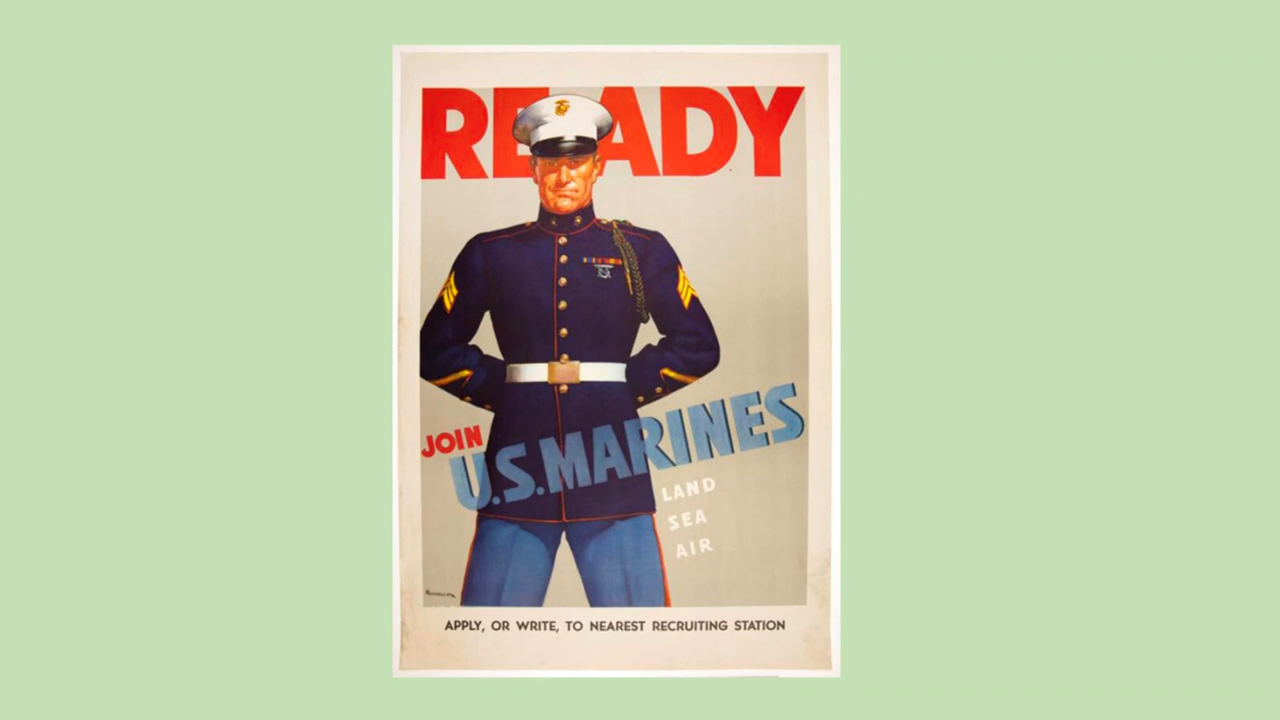 READY
JOIN
U.S. MARINES
LAND
SEA
AIR
APPLY, OR WRITE, TO NEAREST RECRUITING STATION